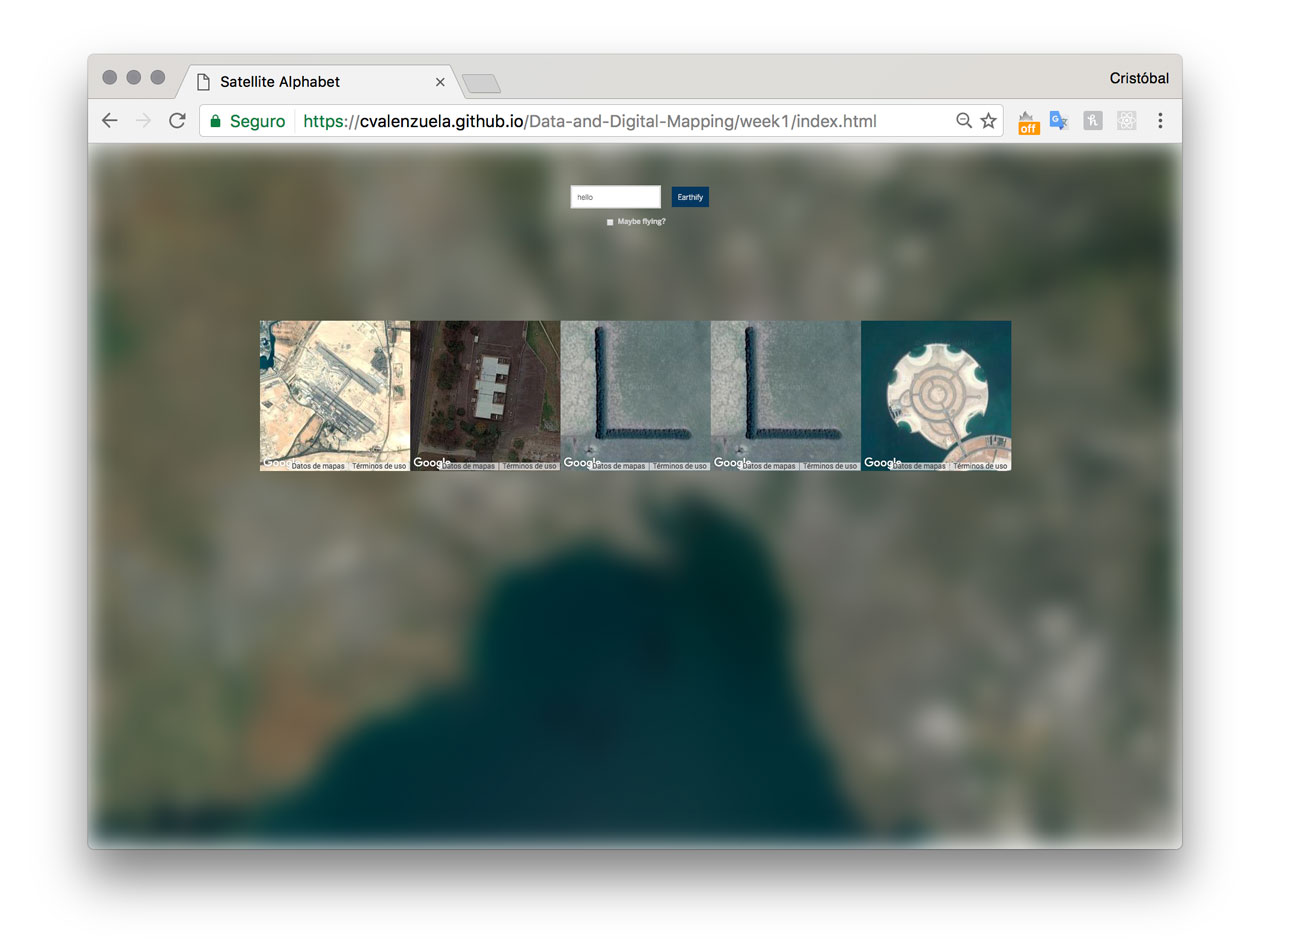 Satellite Alphabet
Cristóbal
Seguro https://cvalenzuela.github.io/Data-and-Digital-Mapping/week1/index.html
off
hello Earthify
Maybe flying?
Google Datos de mapas Términos de uso
Google Datos de mapas Términos de uso
Google Datos de mapas Términos de uso
Google Datos de mapas Términos de uso
Google Datos de mapas Términos de uso